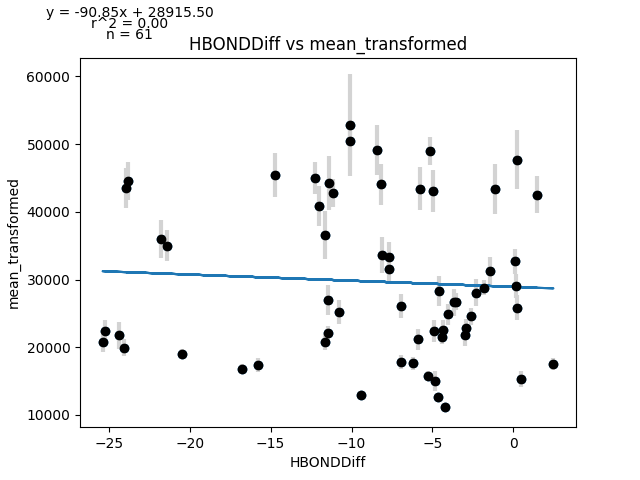 y = -90.85x + 28915.50
r^2 = 0.00
n = 61
HBONDDiff vs mean_transformed
60000
50000
40000
30000
20000
10000
mean_transformed
−25
−20
−15
−10
−5
0
HBONDDiff